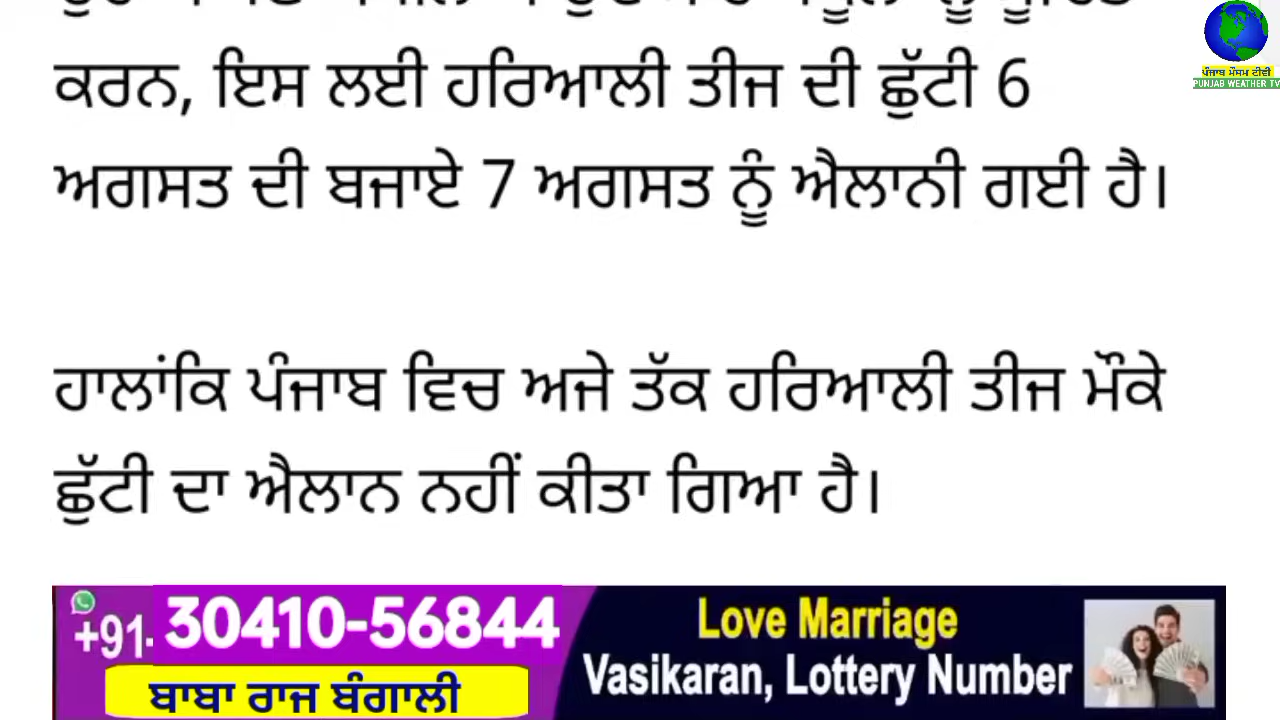 ਕਰਨ, ਇਸ ਲਈ ਹਰਿਆਲੀ ਤੀਜ ਦੀ ਛੁੱਟੀ 6
ਅਗਸਤ ਦੀ ਬਜਾਏ 7 ਅਗਸਤ ਨੂੰ ਐਲਾਨੀ ਗਈ ਹੈ।
ਹਾਲਾਂਕਿ ਪੰਜਾਬ ਵਿਚ ਅਜੇ ਤੱਕ ਹਰਿਆਲੀ ਤੀਜ ਮੌਕੇ
ਛੁੱਟੀ ਦਾ ਐਲਾਨ ਨਹੀਂ ਕੀਤਾ ਗਿਆ ਹੈ।
ਪੰਜਾਬ ਮੌਸਮ ਟੀਵੀ
PUNJAB WEATHER TV
+91- 30410-56844
ਬਾਬਾ ਰਾਜ ਬੰਗਾਲੀ
Love Marriage
Vasikaran, Lottery Number